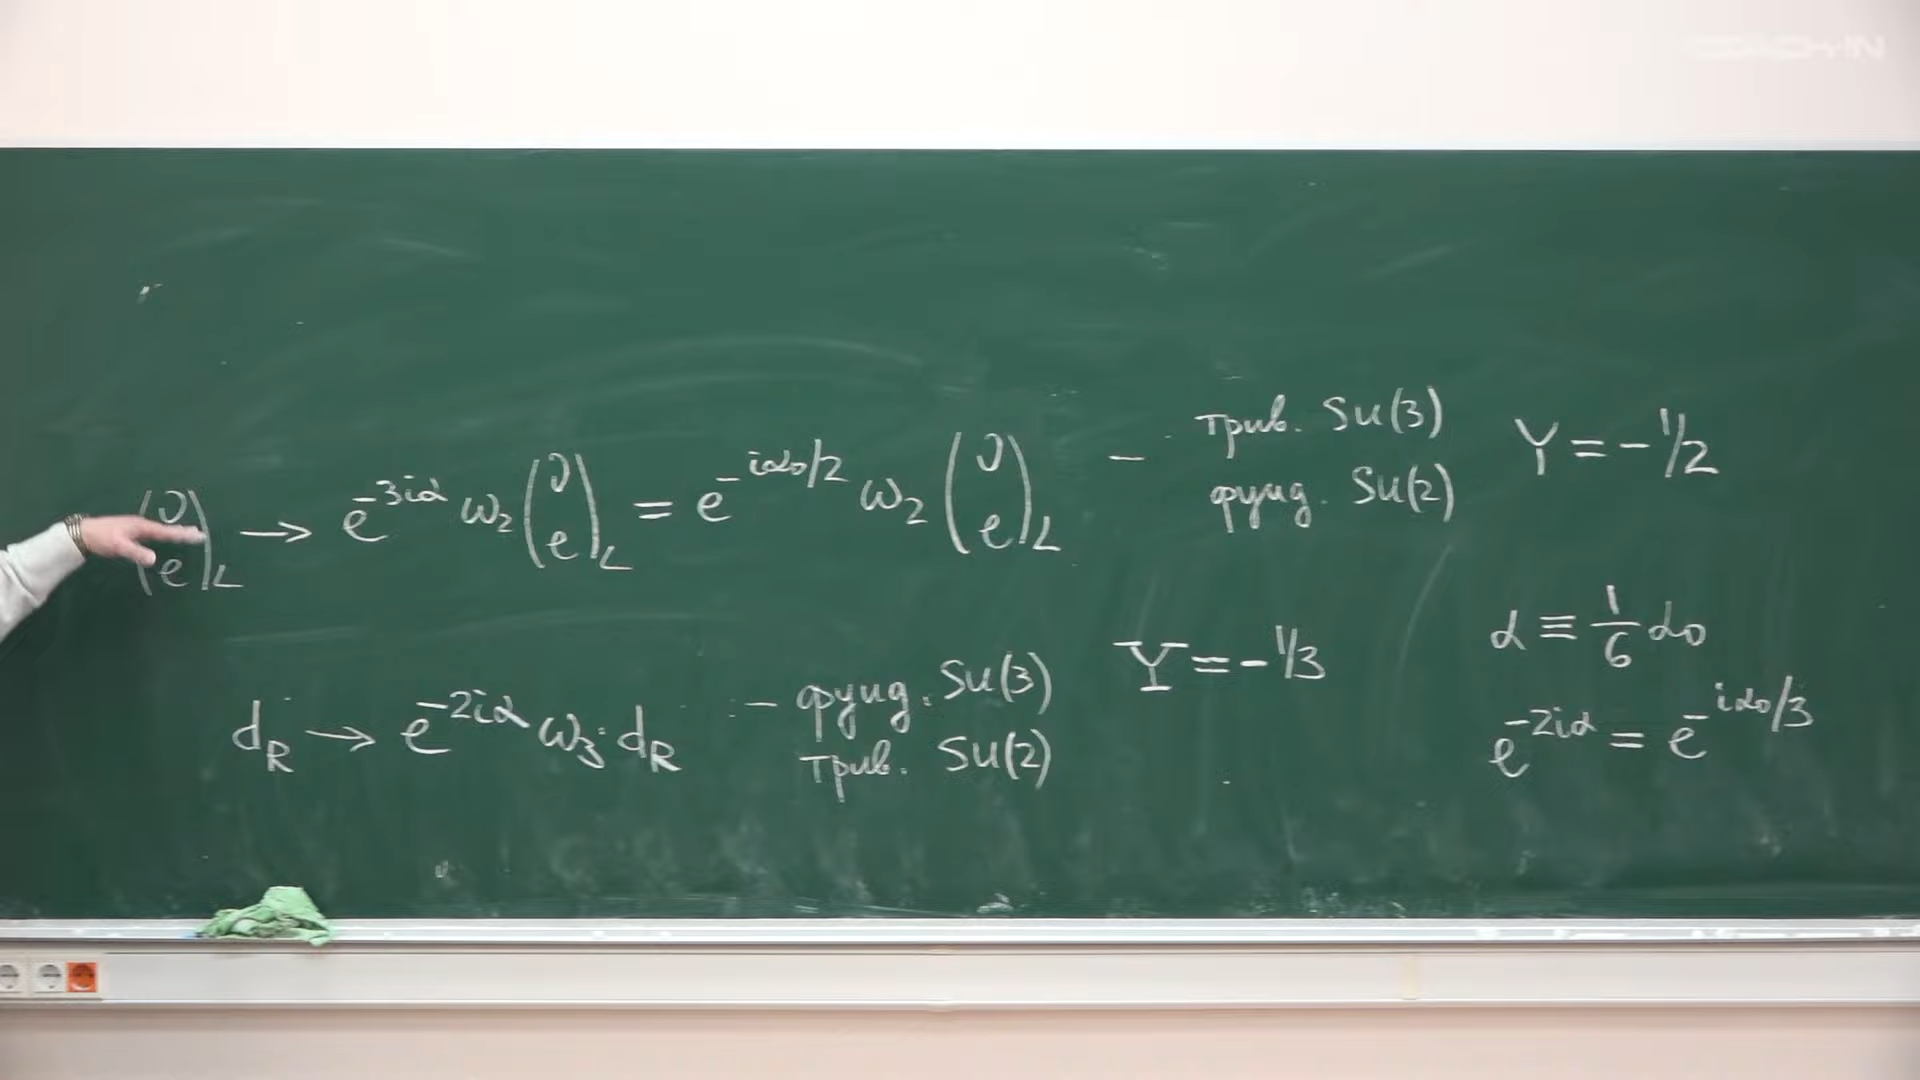 (ν e)_L → e^{-3iα} ω₂ (ν e)_L = e^{-iα₀/2} ω₂ (ν e)_L – трив. SU(3) фунд. SU(2) Y = -1/2
d_R → e^{-2iα} ω₃ · d_R – фунд. SU(3) трив. SU(2) Y = -1/3
α ≡ 1/6 α₀
e^{-2iα} = e^{-iα₀/3}